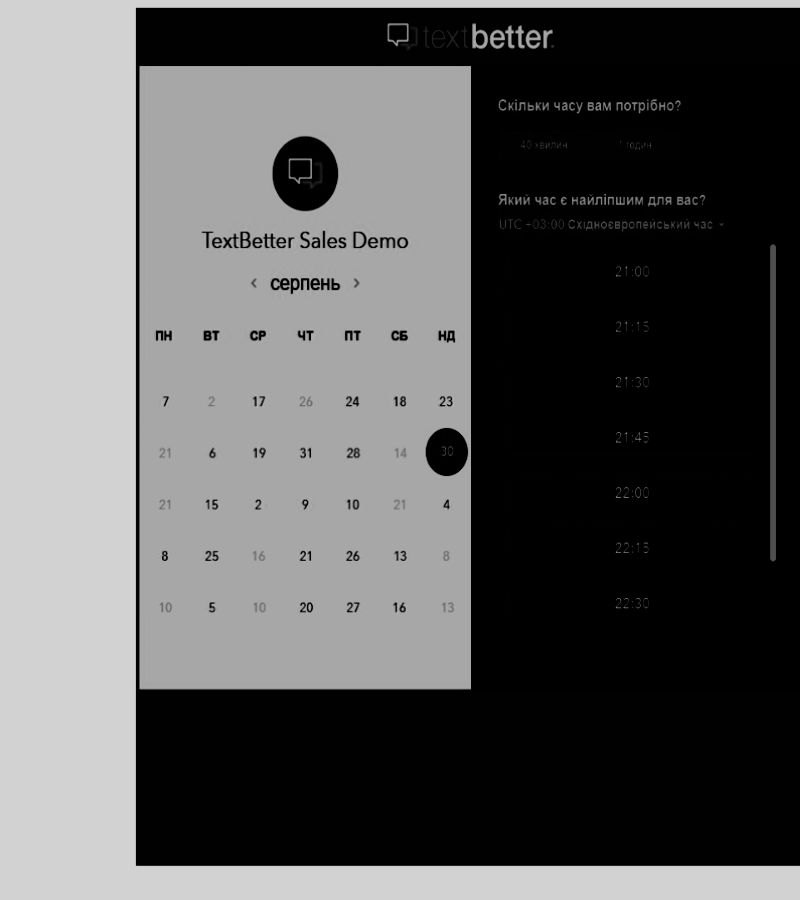 textbetter.
TextBetter Sales Demo
‹ серпень ›
ПН ВТ СР ЧТ ПТ СБ НД
7 2 17 26 24 18 23
21 6 19 31 28 14 30
21 15 2 9 10 21 4
8 25 16 21 26 13 8
10 5 10 20 27 16 13
Скільки часу вам потрібно?
40 хвилин 1 годин
Який час є найліпшим для вас?
UTC +03:00 Східноєвропейський час
21:00
21:15
21:30
21:45
22:00
22:15
22:30